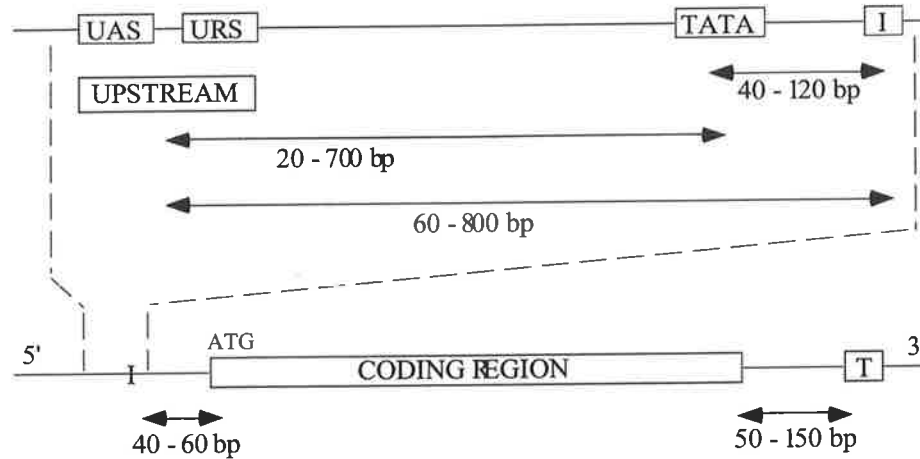 UAS URS TATA I
UPSTREAM
40 - 120 bp
20 - 700 bp
60 - 800 bp
ATG
5' 3
I CODING REGION T
40 - 60 bp 50 - 150 bp